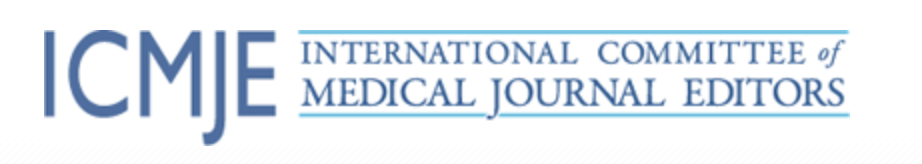 ICMJE
INTERNATIONAL COMMITTEE of
MEDICAL JOURNAL EDITORS